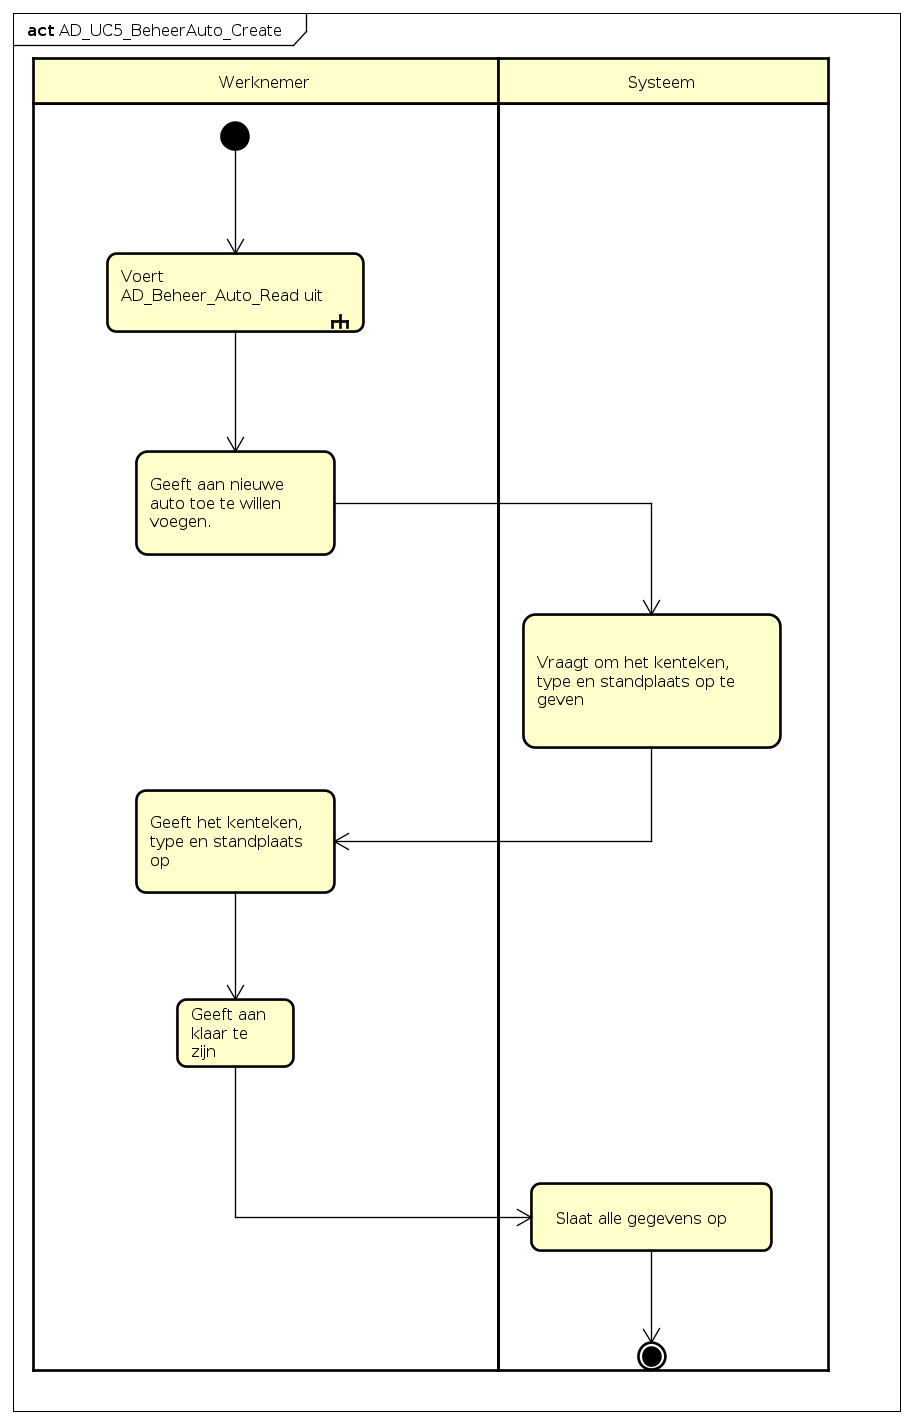 act AD_UC5_BeheerAuto_Create
Werknemer
Systeem
Voert
AD_Beheer_Auto_Read uit
Geeft aan nieuwe
auto toe te willen
voegen.
Vraagt om het kenteken,
type en standplaats op te
geven
Geeft het kenteken,
type en standplaats
op
Geeft aan
klaar te
zijn
Slaat alle gegevens op